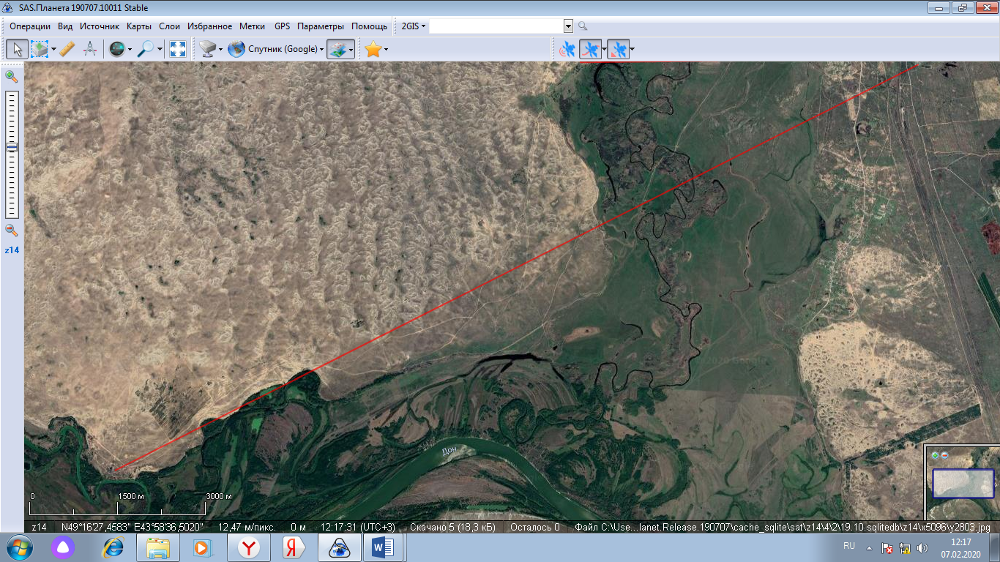 SAS.Планета 190707.10011 Stable
Операции Вид Источник Карты Слои Избранное Метки GPS Параметры Помощь 2GIS
Спутник (Google)
z14
Дон
0 1500 м 3000 м
z14 N49°16'27,4583" E43°58'36,5020" 12,47 м/пикс. 0 м 12:17:31 (UTC+3) Скачано 5 (18,3 кБ) Осталось 0 Файл C:\Use...lanet.Release.190707\cache_sqlite\sat\z14\4\2\19.10.sqlitedb\z14\x5096\y2803.jpg
RU 12:17
07.02.2020